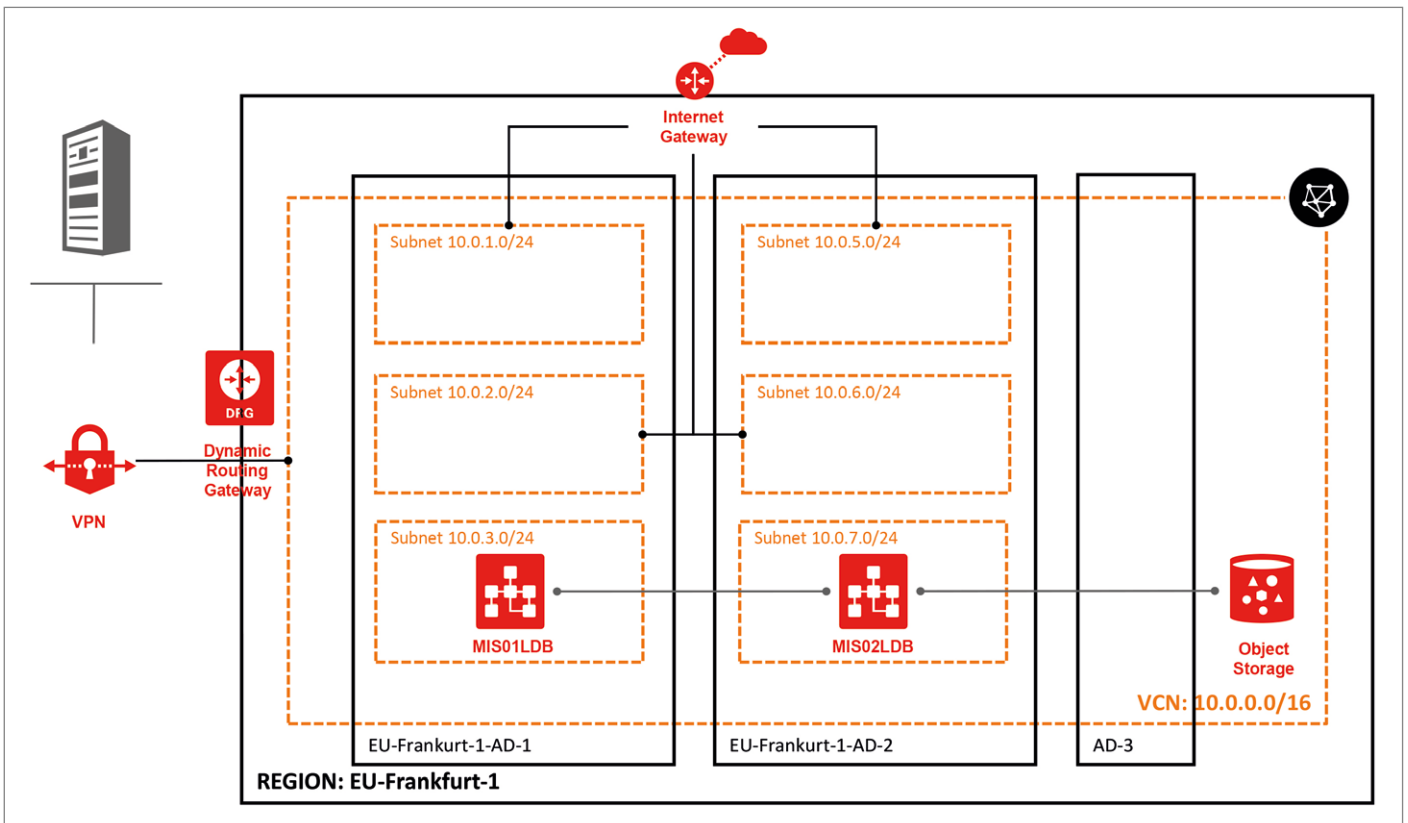 Internet
Gateway
Subnet 10.0.1.0/24
Subnet 10.0.5.0/24
Subnet 10.0.2.0/24
Subnet 10.0.6.0/24
DRG
Dynamic
Routing
Gateway
VPN
Subnet 10.0.3.0/24
Subnet 10.0.7.0/24
MIS01LDB
MIS02LDB
Object
Storage
VCN: 10.0.0.0/16
EU-Frankurt-1-AD-1
EU-Frankurt-1-AD-2
AD-3
REGION: EU-Frankfurt-1